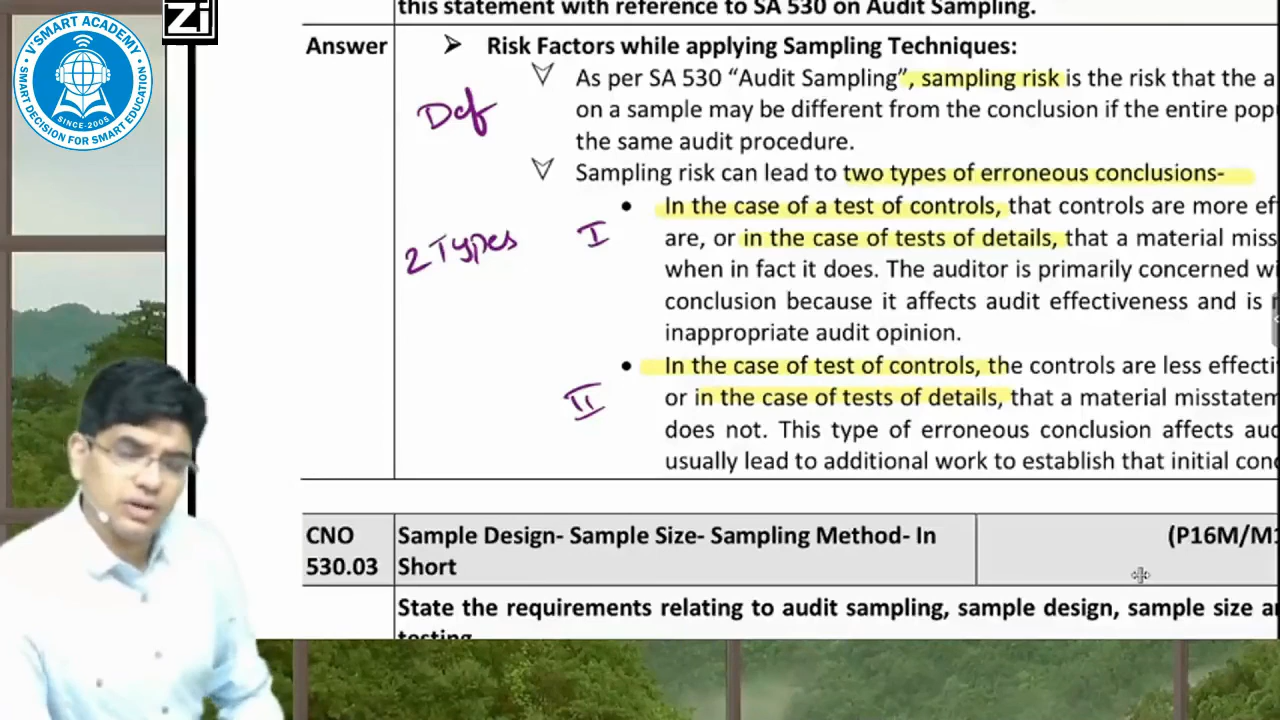 V'SMART ACADEMY
SINCE-2005
SMART DECISION FOR SMART EDUCATION
Zi
this statement with reference to SA 530 on Audit Sampling.
Answer
➢ Risk Factors while applying Sampling Techniques:
As per SA 530 “Audit Sampling”, sampling risk is the risk that the a
on a sample may be different from the conclusion if the entire pop
the same audit procedure.
Def
Sampling risk can lead to two types of erroneous conclusions-
• In the case of a test of controls, that controls are more ef
are, or in the case of tests of details, that a material miss
when in fact it does. The auditor is primarily concerned wi
conclusion because it affects audit effectiveness and is
inappropriate audit opinion.
2 Types
I
• In the case of test of controls, the controls are less effecti
or in the case of tests of details, that a material misstatem
does not. This type of erroneous conclusion affects aud
usually lead to additional work to establish that initial con
II
CNO
530.03
Sample Design- Sample Size- Sampling Method- In
Short
(P16M/M1
State the requirements relating to audit sampling, sample design, sample size a
testing